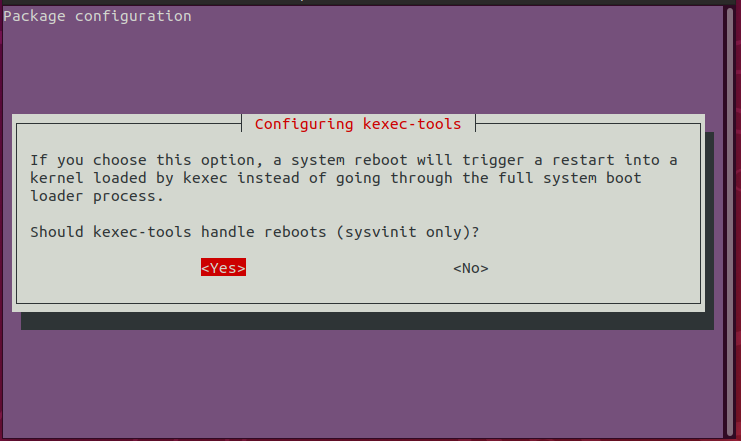 Package configuration
Configuring kexec-tools
If you choose this option, a system reboot will trigger a restart into a
kernel loaded by kexec instead of going through the full system boot
loader process.
Should kexec-tools handle reboots (sysvinit only)?
<Yes> <No>